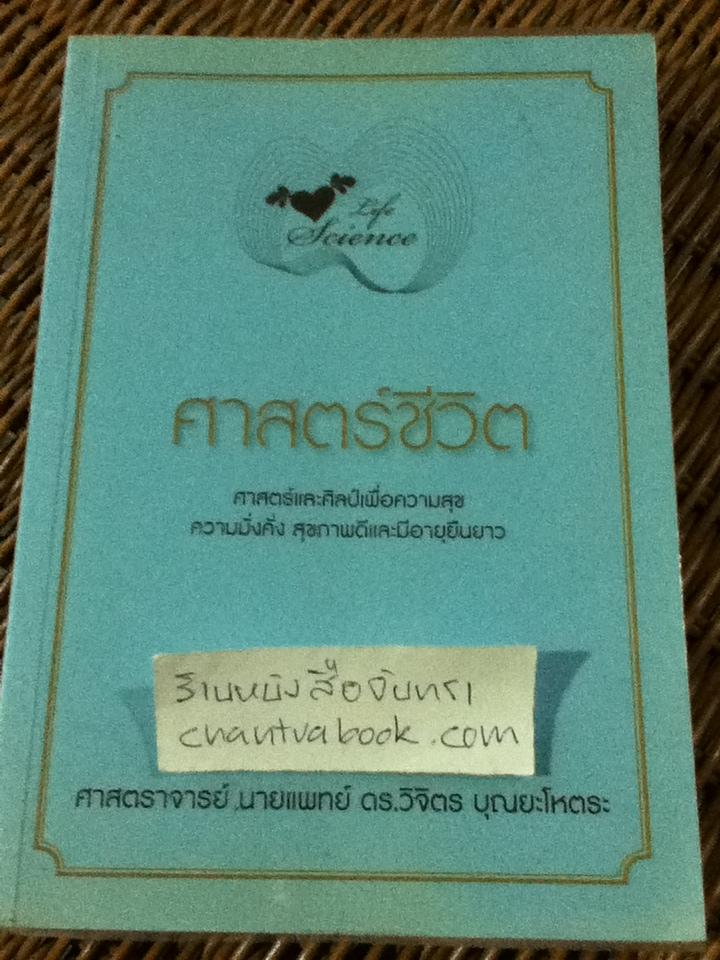 Life
Science
ศาสตร์ชีวิต
ศาสตร์และศิลป์เพื่อความสุข
ความมั่งคั่ง สุขภาพดีและมีอายุยืนยาว
ร้านหนังสือจันทรา
chantrabook.com
ศาสตราจารย์ นายแพทย์ ดร.วิจิตร บุณยะโหตระ